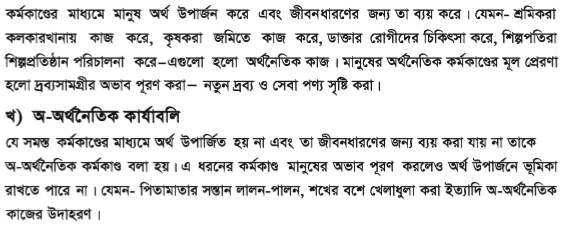 কর্মকাণ্ডের মাধ্যমে মানুষ অর্থ উপার্জন করে এবং জীবনধারণের জন্য তা ব্যয় করে। যেমন- শ্রমিকরা
কলকারখানায় কাজ করে, কৃষকরা জমিতে কাজ করে, ডাক্তার রোগীদের চিকিৎসা করে, শিল্পপতিরা
শিল্পপ্রতিষ্ঠান পরিচালনা করে–এগুলো হলো অর্থনৈতিক কাজ। মানুষের অর্থনৈতিক কর্মকাণ্ডের মূল প্রেরণা
হলো দ্রব্যসামগ্রীর অভাব পূরণ করা– নতুন দ্রব্য ও সেবা পণ্য সৃষ্টি করা।
খ) অ-অর্থনৈতিক কার্যাবলি
যে সমস্ত কর্মকাণ্ডের মাধ্যমে অর্থ উপার্জিত হয় না এবং তা জীবনধারণের জন্য ব্যয় করা যায় না তাকে
অ-অর্থনৈতিক কর্মকাণ্ড বলা হয়। এ ধরনের কর্মকাণ্ড মানুষের অভাব পূরণ করলেও অর্থ উপার্জনে ভূমিকা
রাখতে পারে না। যেমন- পিতামাতার সন্তান লালন-পালন, শখের বশে খেলাধুলা করা ইত্যাদি অ-অর্থনৈতিক
কাজের উদাহরণ।